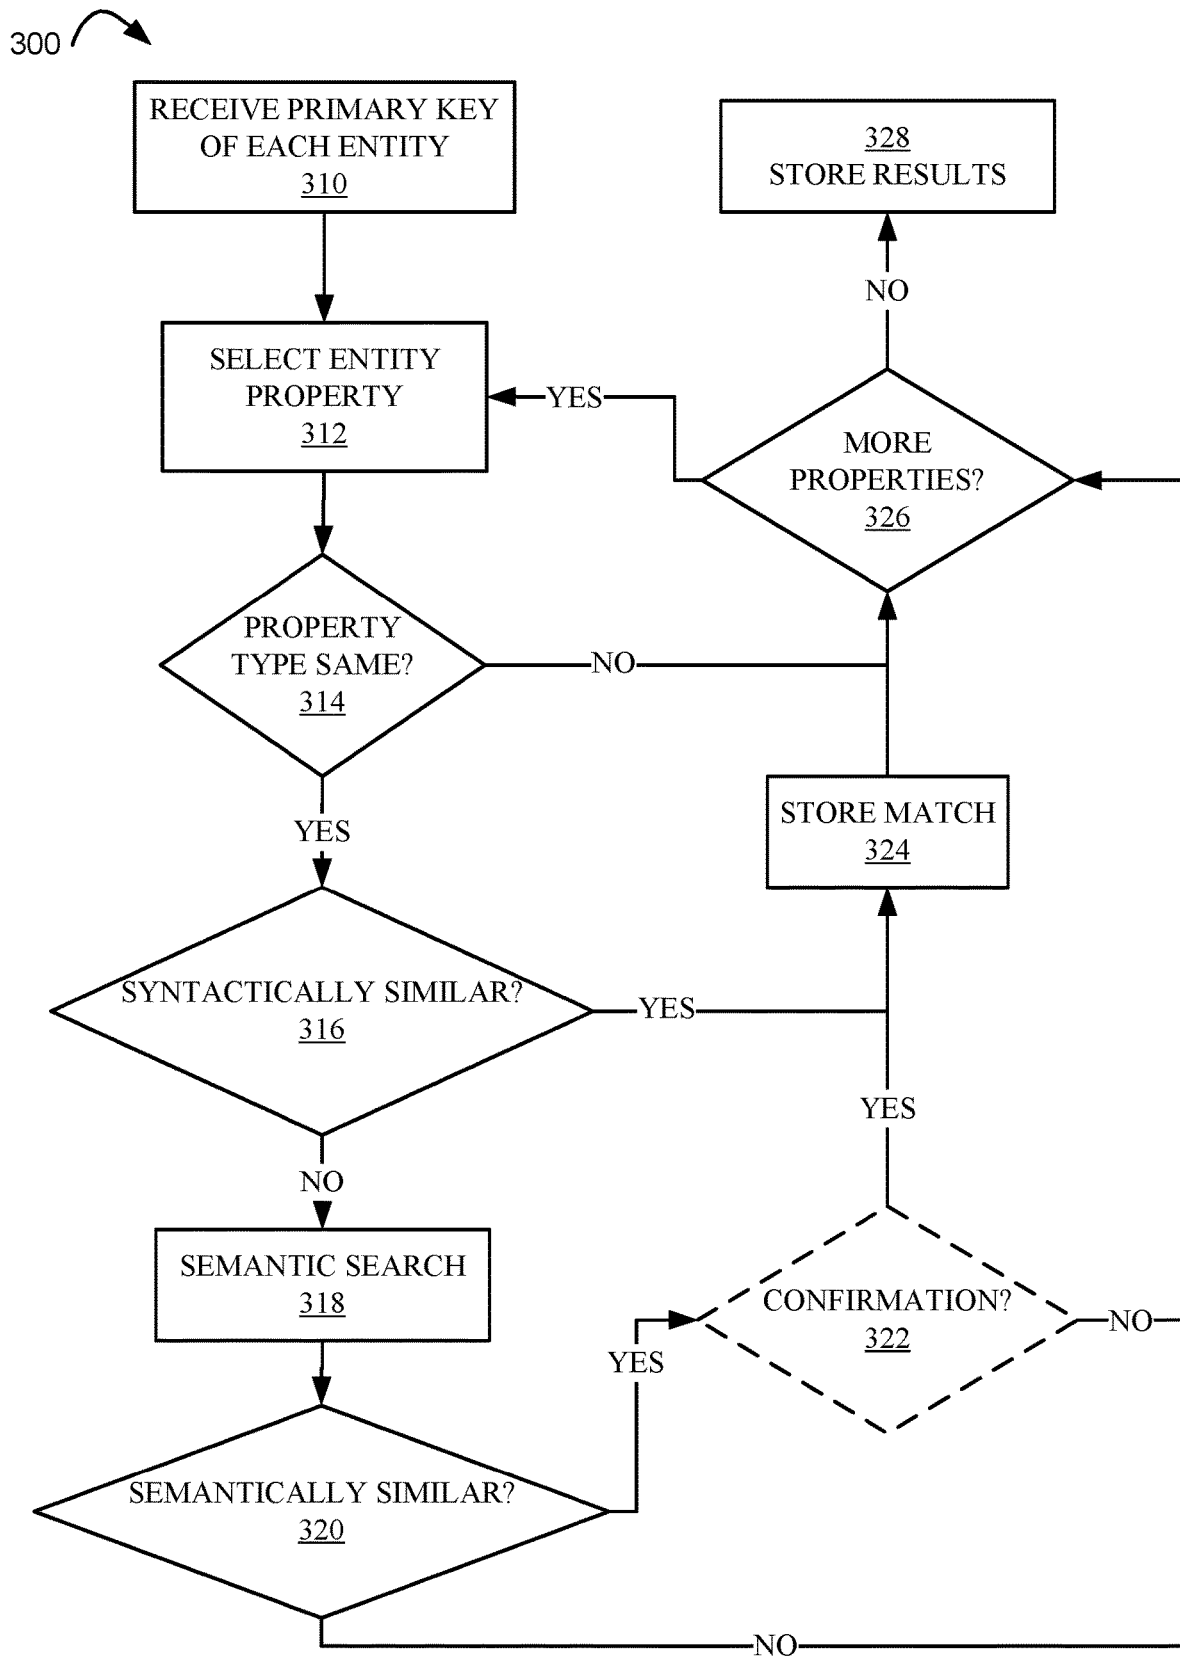 300
RECEIVE PRIMARY KEY
OF EACH ENTITY
310
328
STORE RESULTS
NO
SELECT ENTITY
PROPERTY
312
YES
MORE
PROPERTIES?
326
PROPERTY
TYPE SAME?
314
NO
YES
STORE MATCH
324
SYNTACTICALLY SIMILAR?
316
YES
YES
NO
SEMANTIC SEARCH
318
CONFIRMATION?
322
NO
YES
SEMANTICALLY SIMILAR?
320
NO